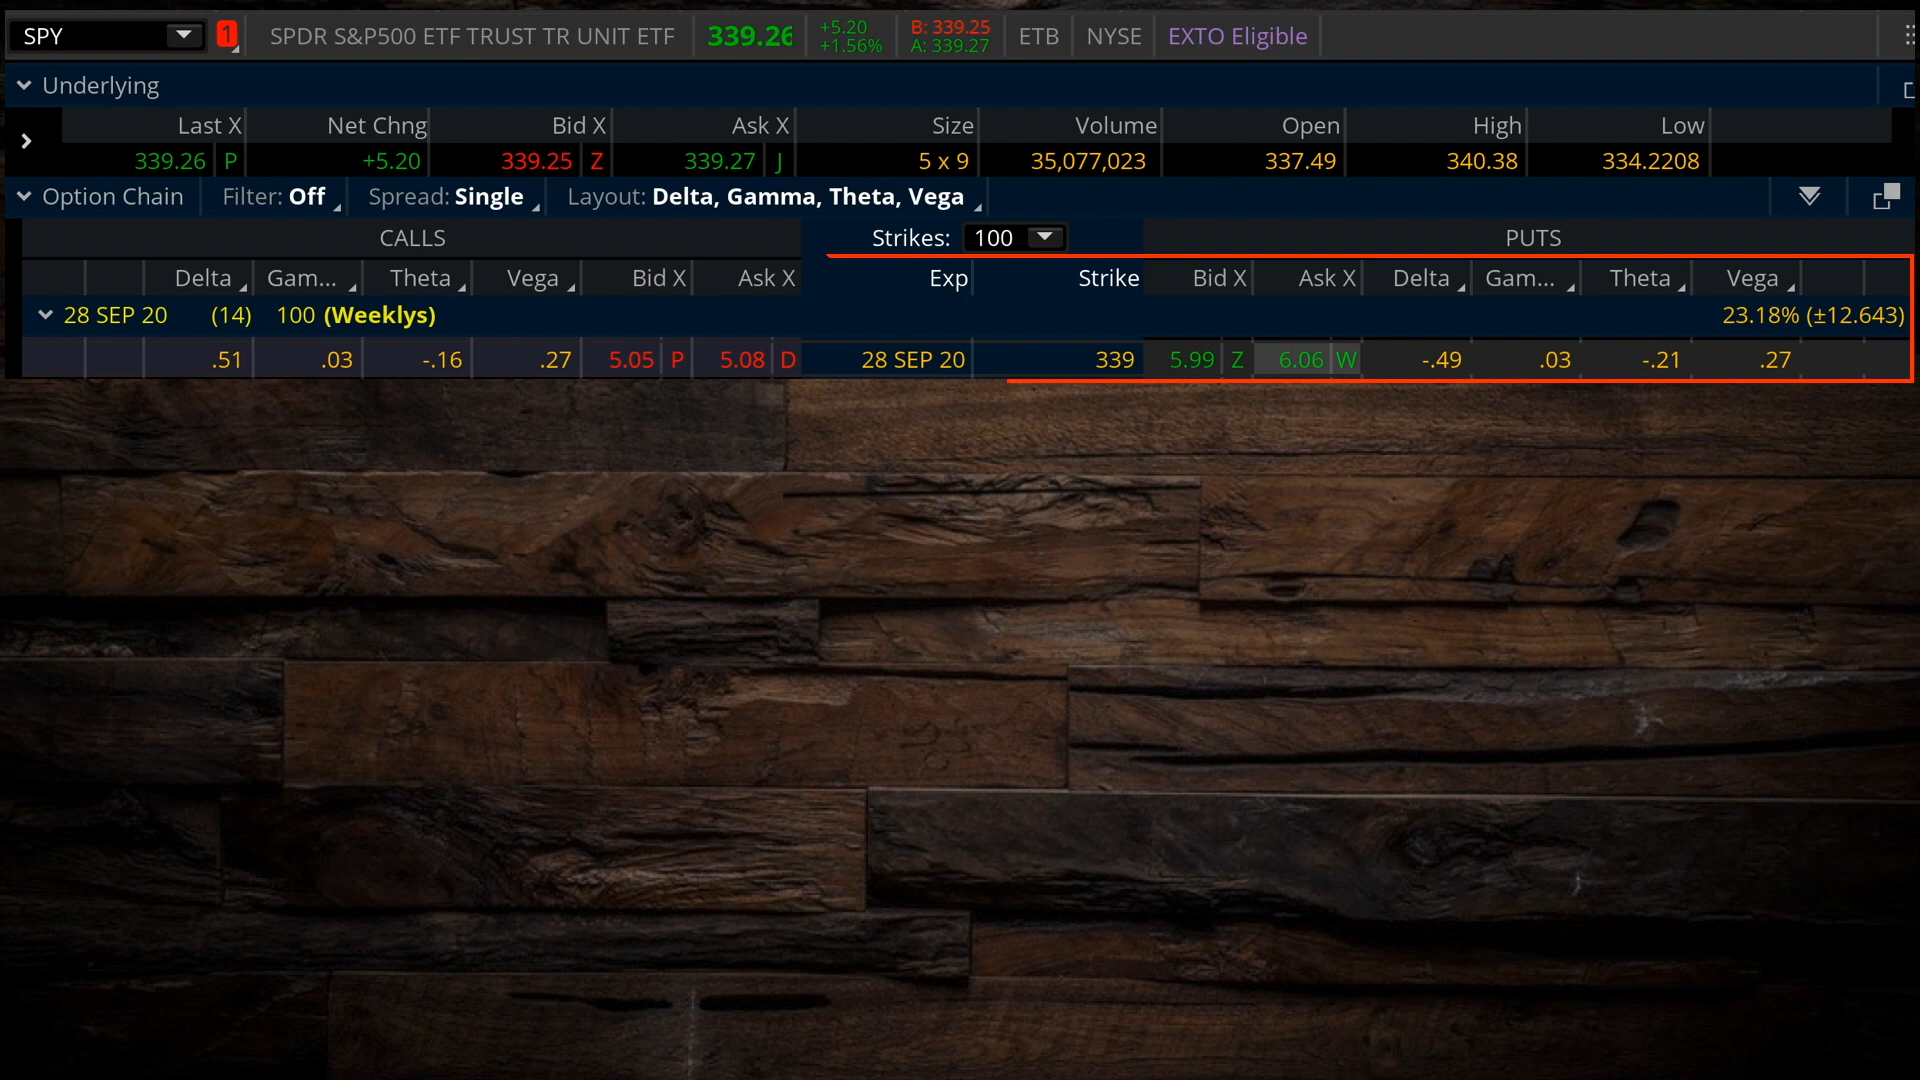 SPY 1 SPDR S&P500 ETF TRUST TR UNIT ETF 339.26 +5.20 +1.56% B: 339.25 A: 339.27 ETB NYSE EXTO Eligible
Underlying
Last X Net Chng Bid X Ask X Size Volume Open High Low
339.26 P +5.20 339.25 Z 339.27 J 5 x 9 35,077,023 337.49 340.38 334.2208
Option Chain Filter: Off Spread: Single Layout: Delta, Gamma, Theta, Vega
CALLS Strikes: 100 PUTS
Delta Gam... Theta Vega Bid X Ask X Exp Strike Bid X Ask X Delta Gam... Theta Vega
28 SEP 20 (14) 100 (Weeklys) 23.18% (±12.643)
.51 .03 -.16 .27 5.05 P 5.08 D 28 SEP 20 339 5.99 Z 6.06 W -.49 .03 -.21 .27